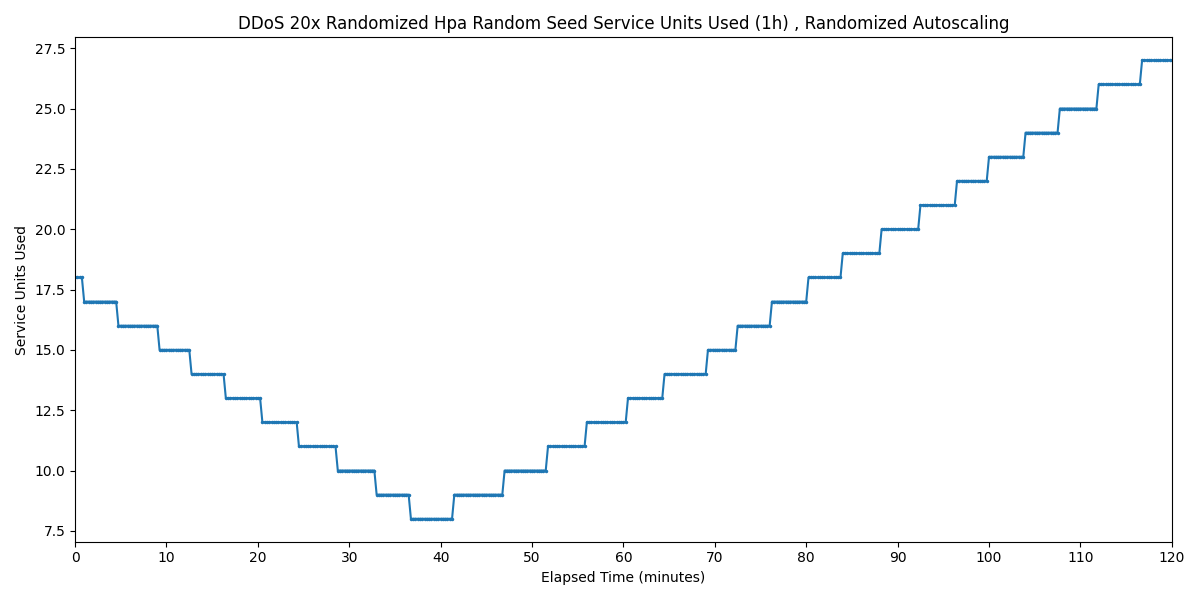 DDoS 20x Randomized Hpa Random Seed Service Units Used (1h) , Randomized Autoscaling
27.5
25.0
22.5
20.0
17.5
15.0
12.5
10.0
7.5
Service Units Used
0 10 20 30 40 50 60 70 80 90 100 110 120
Elapsed Time (minutes)